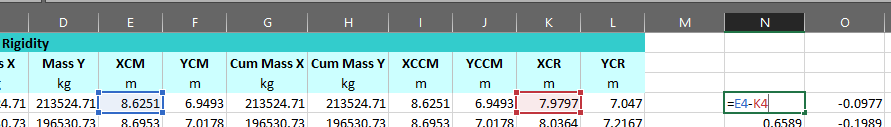 D E F G H I J K L M N O
Rigidity
s X Mass Y XCM YCM Cum Mass X Cum Mass Y XCCM YCCM XCR YCR
kg m m kg kg m m m m
24.71 213524.71 8.6251 6.9493 213524.71 213524.71 8.6251 6.9493 7.9797 7.047 =E4-K4 -0.0977
30.73 196530.73 8.6953 7.0178 196530.73 196530.73 8.6953 7.0178 8.0364 7.2167 0.6589 -0.1989